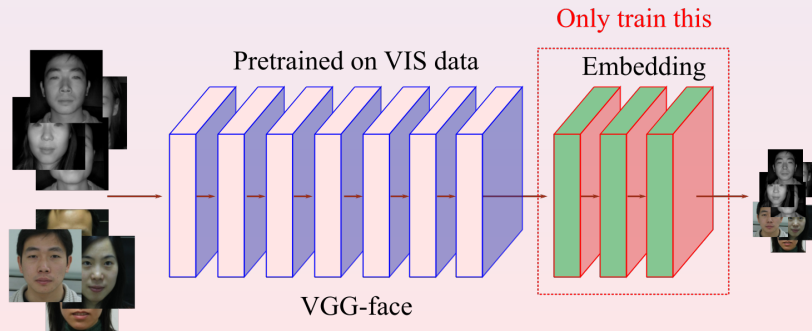 Only train this
Pretrained on VIS data
Embedding
VGG-face